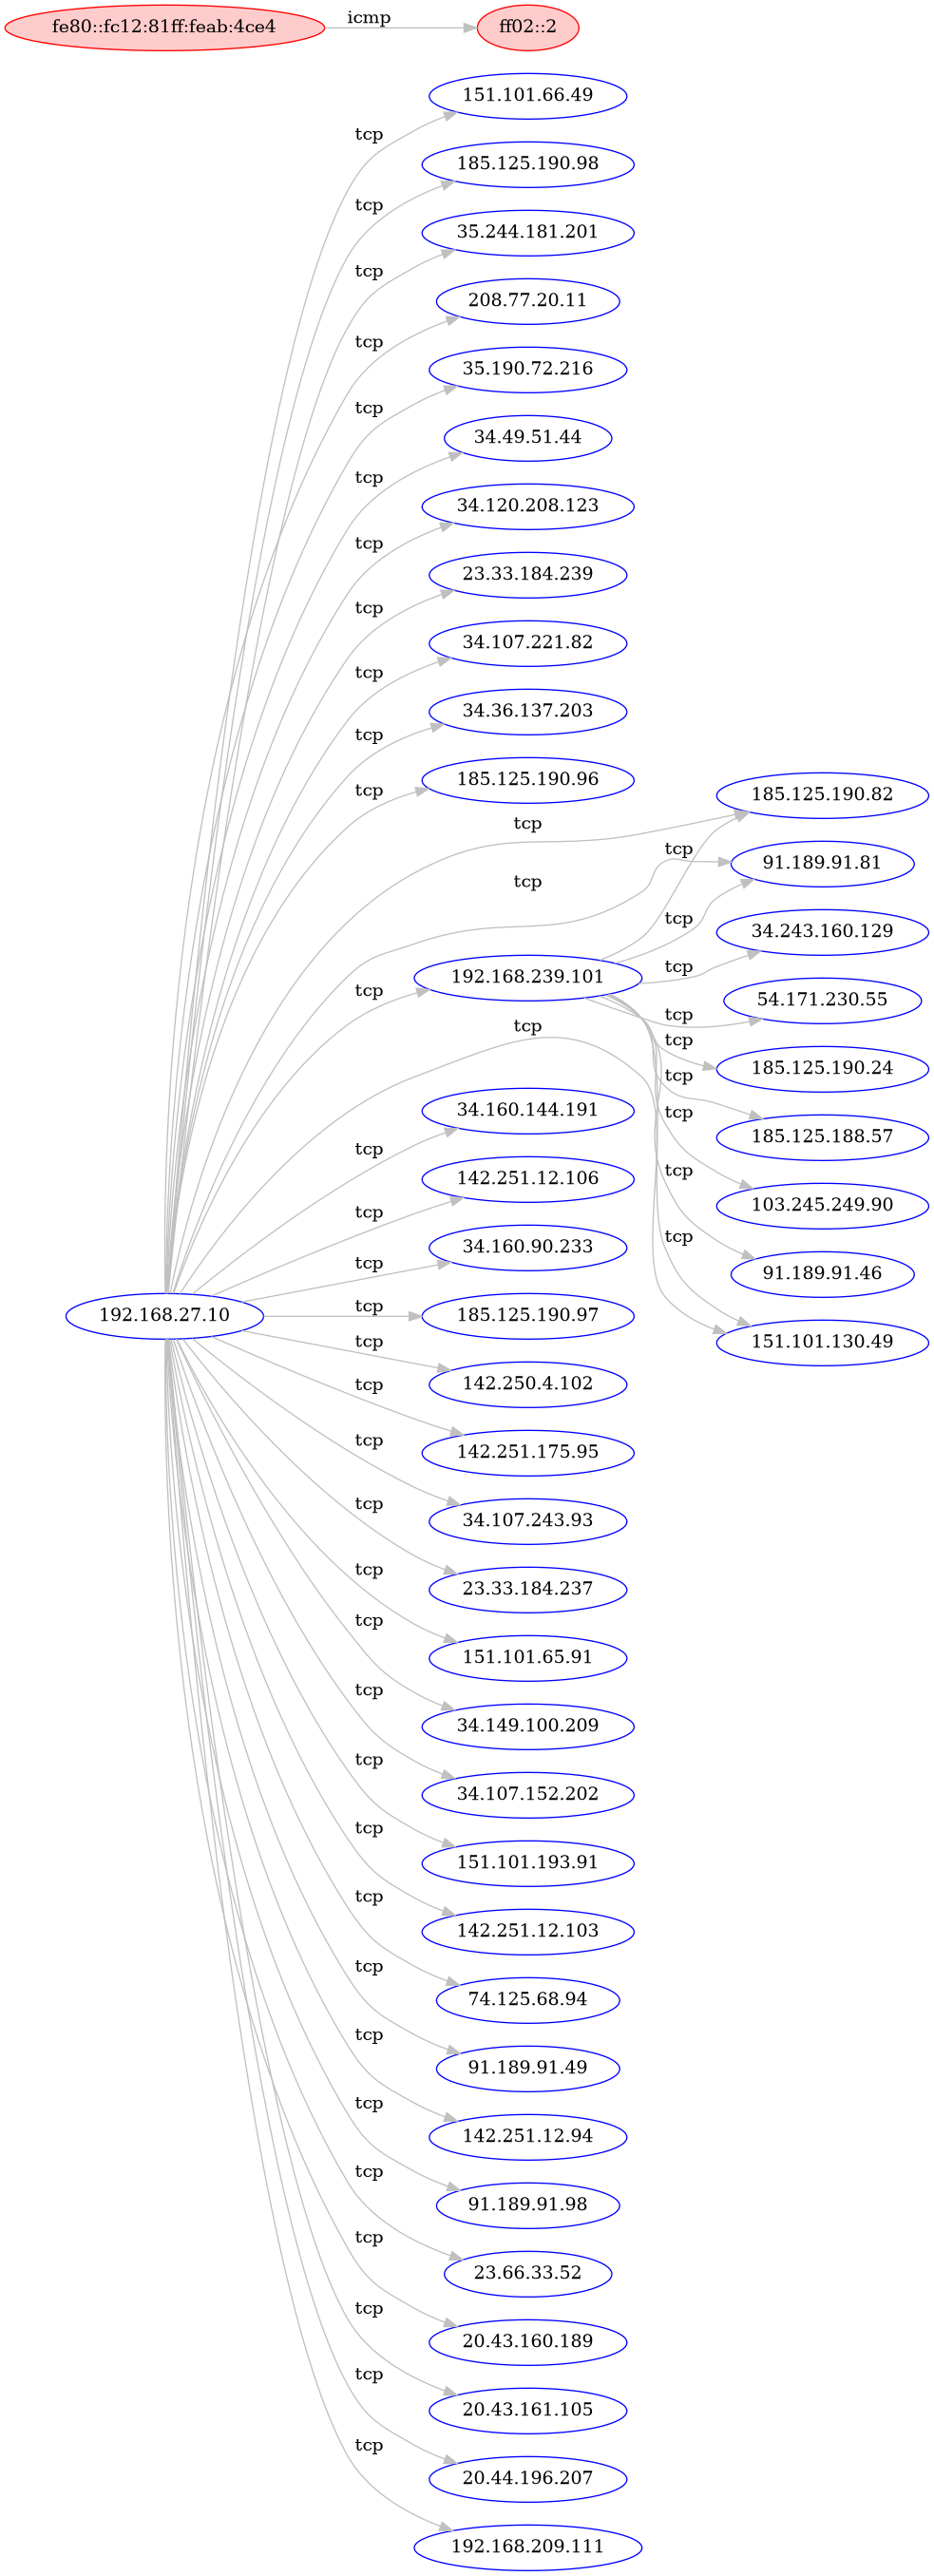 fe80::fc12:81ff:feab:4ce4
icmp
ff02::2
151.101.66.49
tcp
185.125.190.98
tcp
35.244.181.201
tcp
208.77.20.11
tcp
35.190.72.216
tcp
34.49.51.44
tcp
34.120.208.123
tcp
23.33.184.239
tcp
34.107.221.82
tcp
34.36.137.203
tcp
185.125.190.96
tcp
185.125.190.82
tcp
tcp
91.189.91.81
tcp
tcp
34.243.160.129
tcp
192.168.239.101
tcp
54.171.230.55
tcp
tcp
185.125.190.24
tcp
tcp
34.160.144.191
tcp
185.125.188.57
tcp
tcp
142.251.12.106
tcp
103.245.249.90
tcp
34.160.90.233
tcp
91.189.91.46
192.168.27.10
tcp
185.125.190.97
tcp
151.101.130.49
142.250.4.102
tcp
142.251.175.95
tcp
34.107.243.93
tcp
23.33.184.237
tcp
151.101.65.91
tcp
34.149.100.209
tcp
34.107.152.202
tcp
151.101.193.91
tcp
142.251.12.103
tcp
74.125.68.94
tcp
91.189.91.49
tcp
142.251.12.94
tcp
91.189.91.98
tcp
23.66.33.52
tcp
20.43.160.189
tcp
20.43.161.105
tcp
20.44.196.207
tcp
192.168.209.111